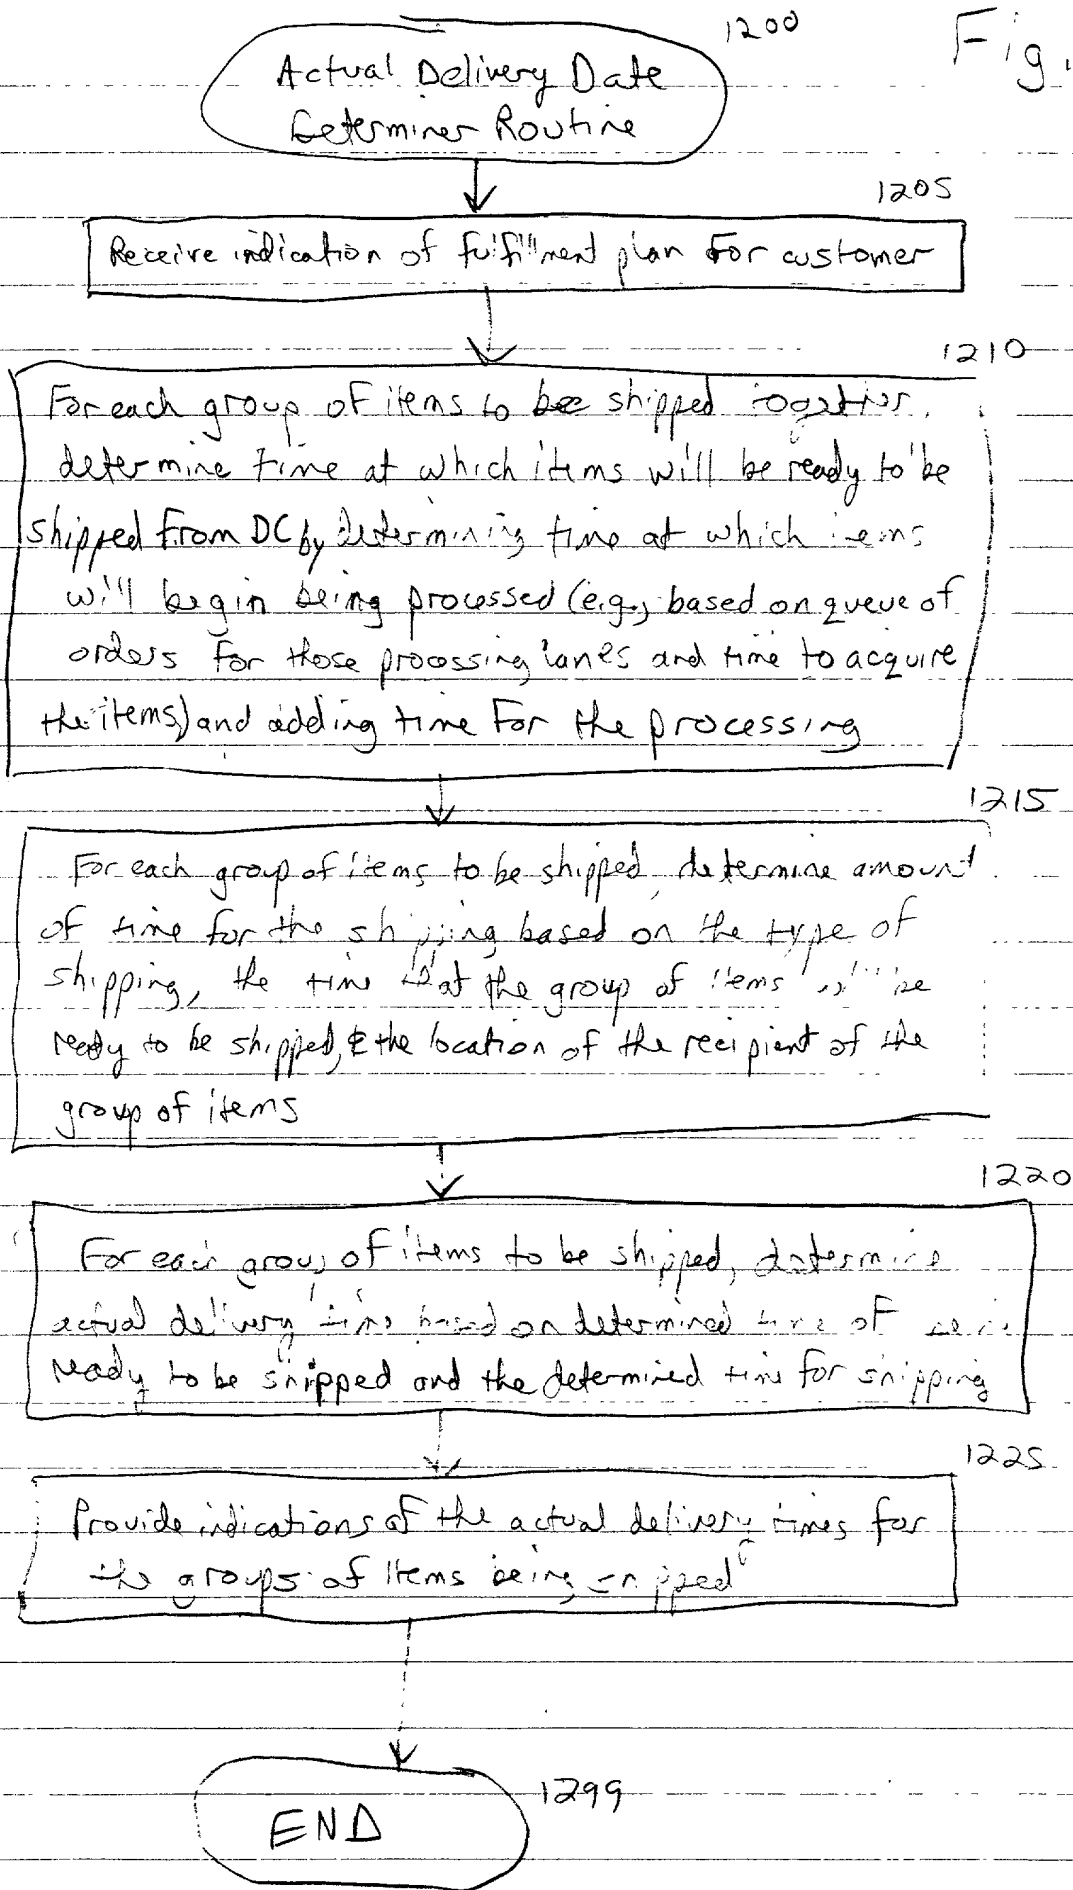 1200
Fig.
Actual Delivery Date
Determiner Routine
1205
Receive indication of fulfillment plan for customer
1210
For each group of items to be shipped together,
determine time at which items will be ready to be
shipped from DC by determining time at which items
will begin being processed (e.g., based on queue of
orders for those processing lanes and time to acquire
the items) and adding time for the processing
1215
For each group of items to be shipped, determine amount
of time for the shipping based on the type of
shipping, the time that the group of items will be
ready to be shipped, & the location of the recipient of the
group of items
1220
For each group of items to be shipped, determine
actual delivery time based on determined time of
ready to be shipped and the determined time for shipping
1225
Provide indications of the actual delivery times for
the groups of items being shipped
1299
END